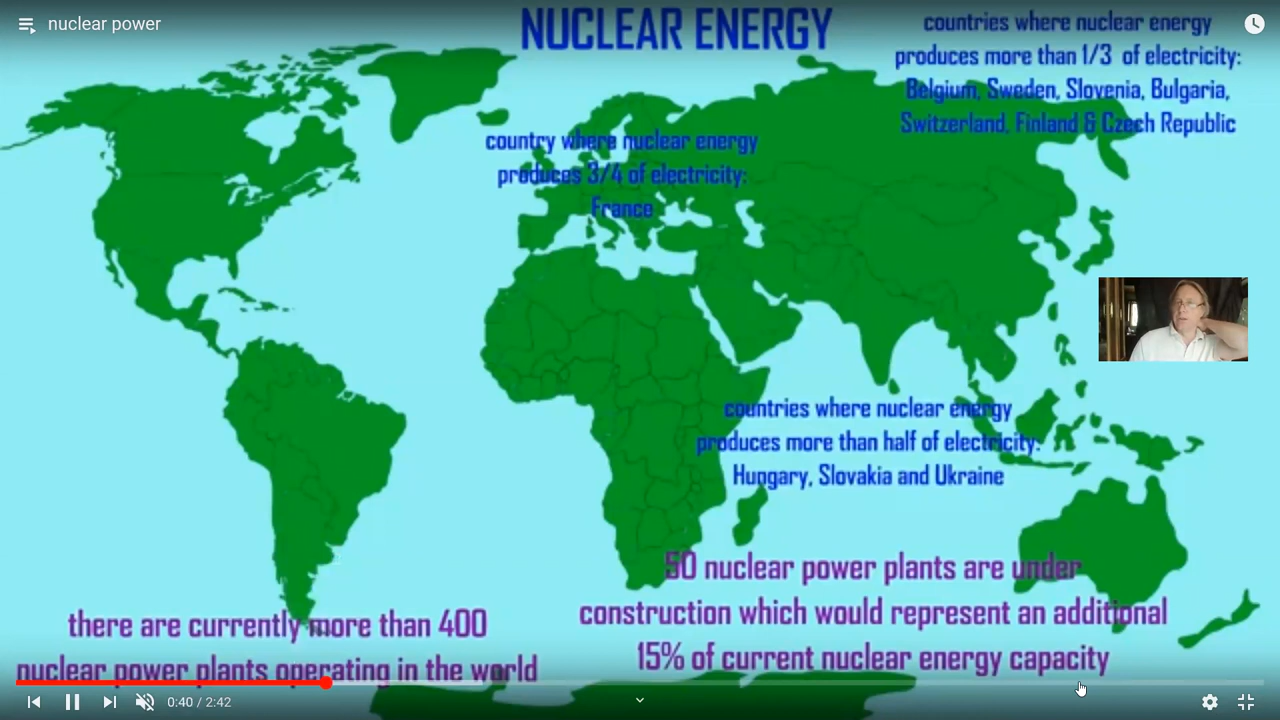 nuclear power
NUCLEAR ENERGY
countries where nuclear energy
produces more than 1/3 of electricity:
Belgium, Sweden, Slovenia, Bulgaria,
Switzerland, Finland & Czech Republic
country where nuclear energy
produces 3/4 of electricity:
France
countries where nuclear energy
produces more than half of electricity:
Hungary, Slovakia and Ukraine
50 nuclear power plants are under
construction which would represent an additional
15% of current nuclear energy capacity
there are currently more than 400
nuclear power plants operating in the world
0:40 / 2:42